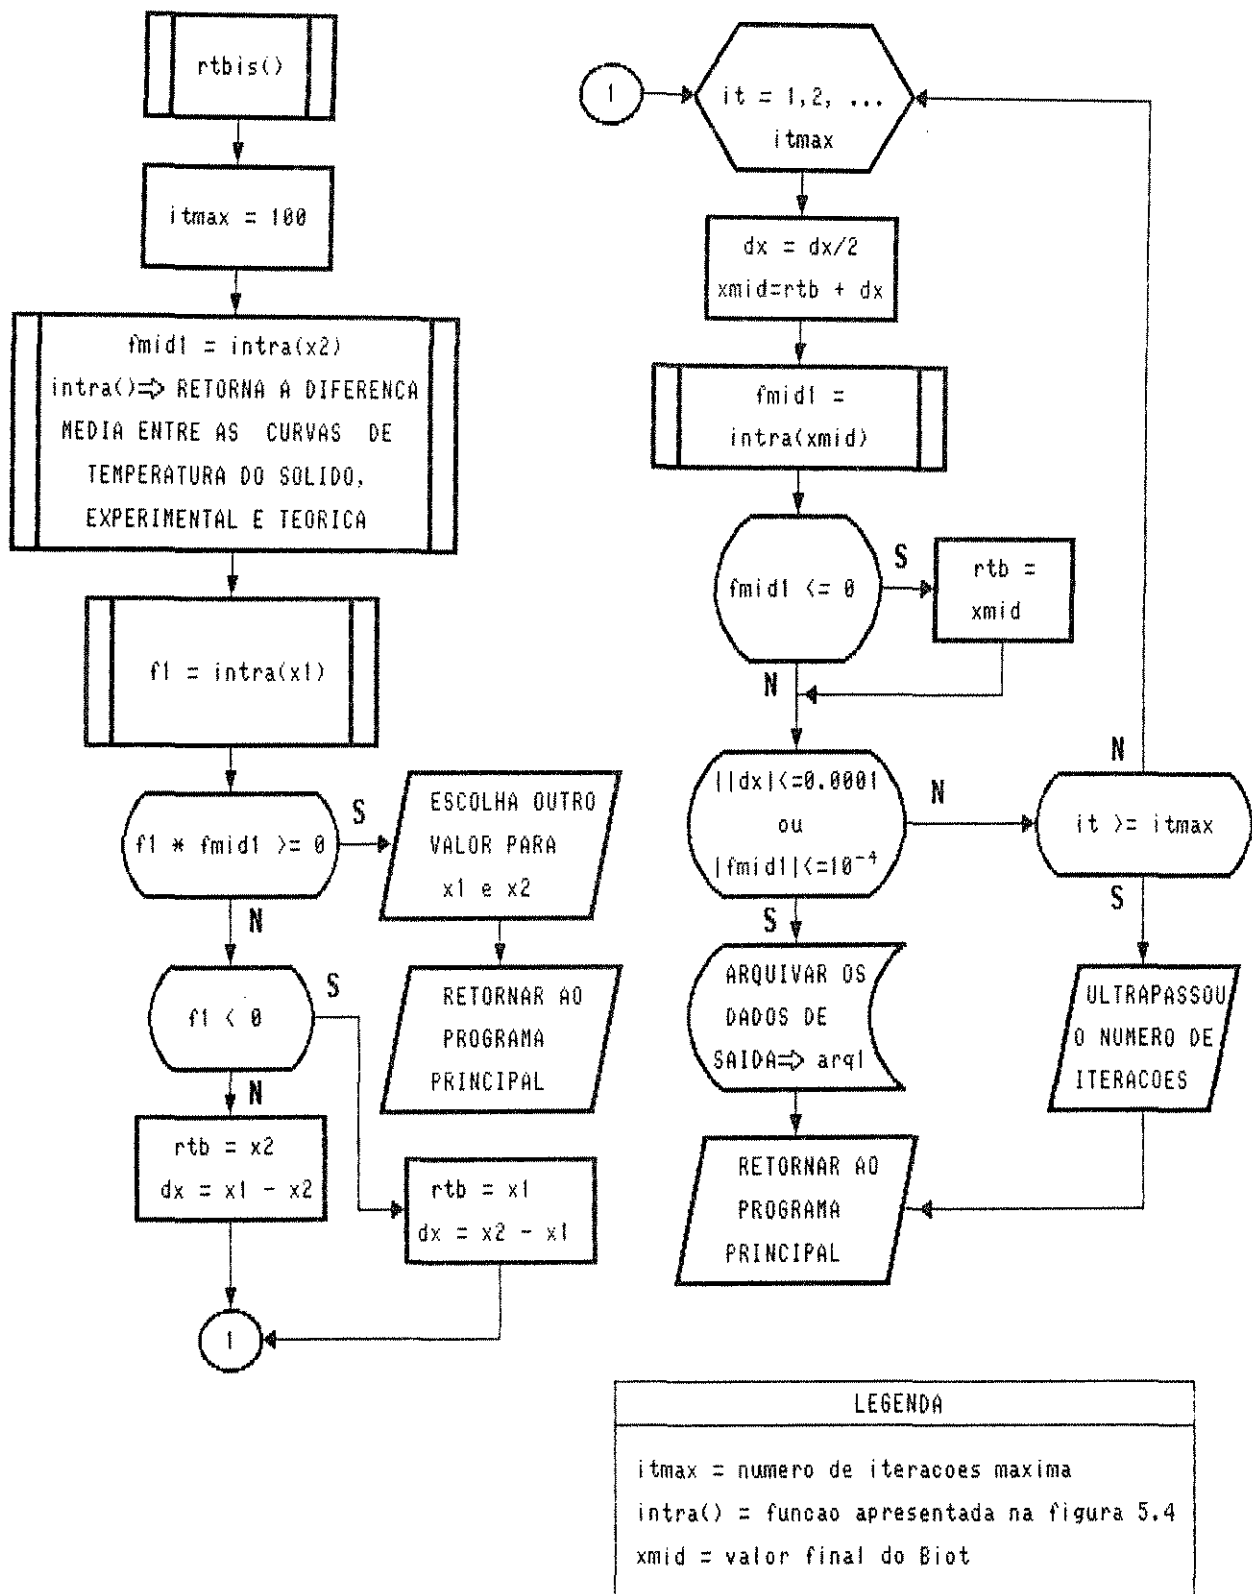 rtbis()
itmax = 100
fmid1 = intra(x2)
intra()⇒ RETORNA A DIFERENCA
MEDIA ENTRE AS CURVAS DE
TEMPERATURA DO SOLIDO,
EXPERIMENTAL E TEORICA
f1 = intra(x1)
f1 * fmid1 >= 0
S
N
ESCOLHA OUTRO
VALOR PARA
x1 e x2
RETORNAR AO
PROGRAMA
PRINCIPAL
f1 < 0
S
N
rtb = x2
dx = x1 - x2
rtb = x1
dx = x2 - x1
1
1
it = 1,2, ...
itmax
dx = dx/2
xmid=rtb + dx
fmid1 =
intra(xmid)
fmid1 <= 0
S
N
rtb =
xmid
||dx|<=0.0001
ou
|fmid1|<=10⁻⁴
N
S
it >= itmax
N
S
ARQUIVAR OS
DADOS DE
SAIDA⇒ arq1
ULTRAPASSOU
O NUMERO DE
ITERACOES
RETORNAR AO
PROGRAMA
PRINCIPAL
LEGENDA
itmax = numero de iteracoes maxima
intra() = funcao apresentada na figura 5.4
xmid = valor final do Biot